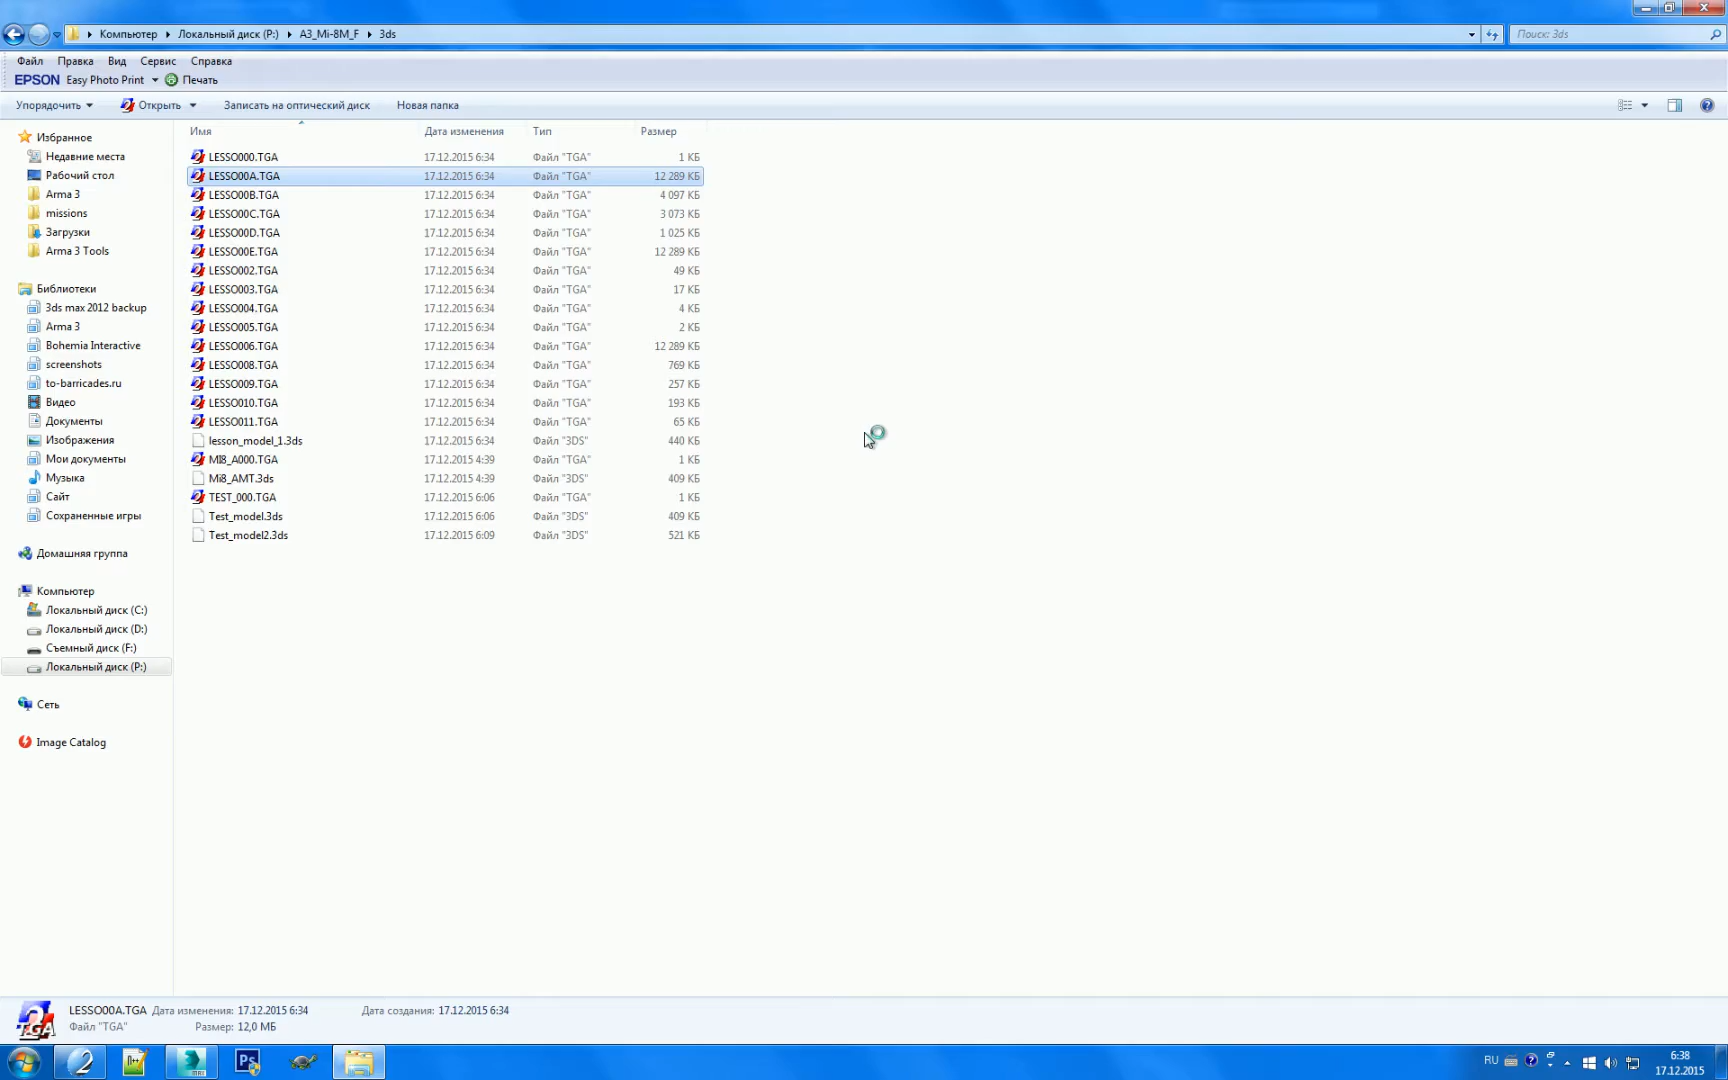 Компьютер Локальный диск (P:) A3_Mi-8M_F 3ds Поиск: 3ds
Файл Правка Вид Сервис Справка
EPSON Easy Photo Print Печать
Упорядочить Открыть Записать на оптический диск Новая папка
Избранное
Недавние места
Рабочий стол
Arma 3
missions
Загрузки
Arma 3 Tools
Библиотеки
3ds max 2012 backup
Arma 3
Bohemia Interactive
screenshots
to-barricades.ru
Видео
Документы
Изображения
Мои документы
Музыка
Сайт
Сохраненные игры
Домашняя группа
Компьютер
Локальный диск (C:)
Локальный диск (D:)
Съемный диск (F:)
Локальный диск (P:)
Сеть
Image Catalog
Имя Дата изменения Тип Размер
LESSO000.TGA 17.12.2015 6:34 Файл "TGA" 1 КБ
LESSO00A.TGA 17.12.2015 6:34 Файл "TGA" 12 289 КБ
LESSO00B.TGA 17.12.2015 6:34 Файл "TGA" 4 097 КБ
LESSO00C.TGA 17.12.2015 6:34 Файл "TGA" 3 073 КБ
LESSO00D.TGA 17.12.2015 6:34 Файл "TGA" 1 025 КБ
LESSO00E.TGA 17.12.2015 6:34 Файл "TGA" 12 289 КБ
LESSO002.TGA 17.12.2015 6:34 Файл "TGA" 49 КБ
LESSO003.TGA 17.12.2015 6:34 Файл "TGA" 17 КБ
LESSO004.TGA 17.12.2015 6:34 Файл "TGA" 4 КБ
LESSO005.TGA 17.12.2015 6:34 Файл "TGA" 2 КБ
LESSO006.TGA 17.12.2015 6:34 Файл "TGA" 12 289 КБ
LESSO008.TGA 17.12.2015 6:34 Файл "TGA" 769 КБ
LESSO009.TGA 17.12.2015 6:34 Файл "TGA" 257 КБ
LESSO010.TGA 17.12.2015 6:34 Файл "TGA" 193 КБ
LESSO011.TGA 17.12.2015 6:34 Файл "TGA" 65 КБ
lesson_model_1.3ds 17.12.2015 6:34 Файл "3DS" 440 КБ
MI8_A000.TGA 17.12.2015 4:39 Файл "TGA" 1 КБ
Mi8_AMT.3ds 17.12.2015 4:39 Файл "3DS" 409 КБ
TEST_000.TGA 17.12.2015 6:06 Файл "TGA" 1 КБ
Test_model.3ds 17.12.2015 6:06 Файл "3DS" 409 КБ
Test_model2.3ds 17.12.2015 6:09 Файл "3DS" 521 КБ
LESSO00A.TGA Дата изменения: 17.12.2015 6:34 Дата создания: 17.12.2015 6:34
Файл "TGA" Размер: 12,0 МБ
TGA
Ps
RU
6:38
17.12.2015